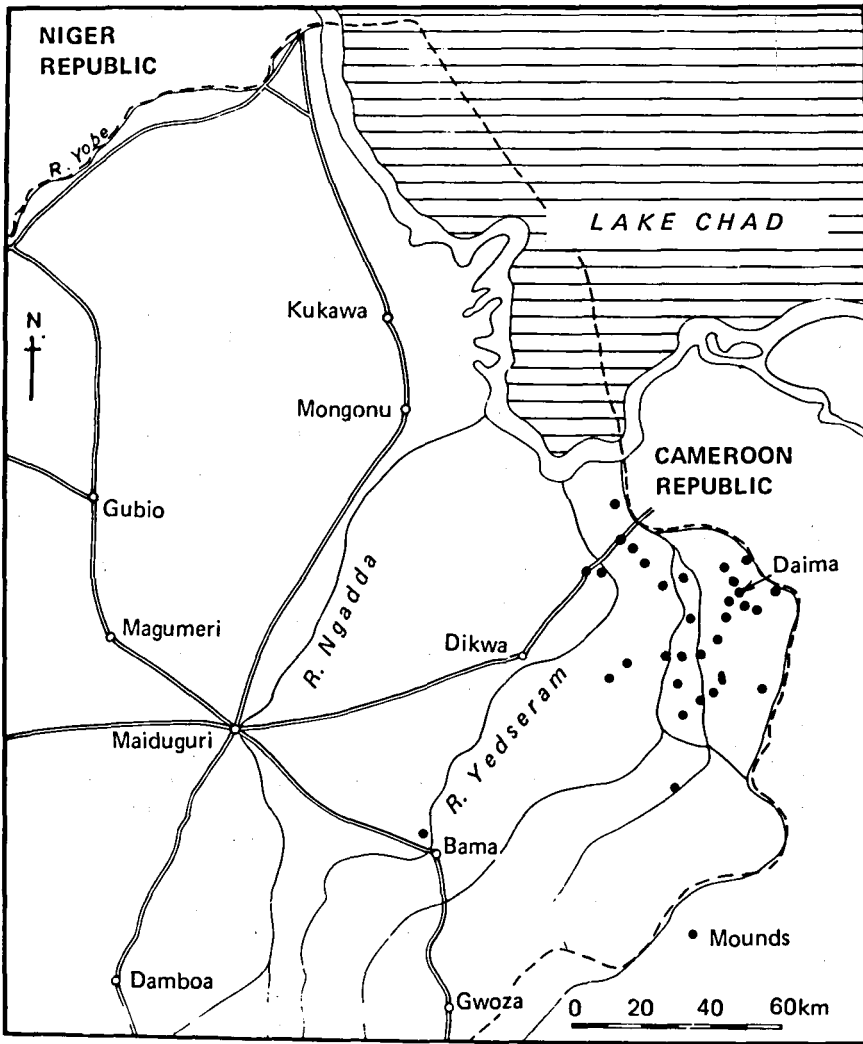 NIGER
REPUBLIC
R. Yobe
LAKE CHAD
N.
Kukawa
Mongonu
CAMEROON
REPUBLIC
Gubio
Daima
R. Ngadda
Magumeri
Dikwa
R. Yedseram
Maiduguri
Bama
Mounds
Damboa
Gwoza
0 20 40 60km